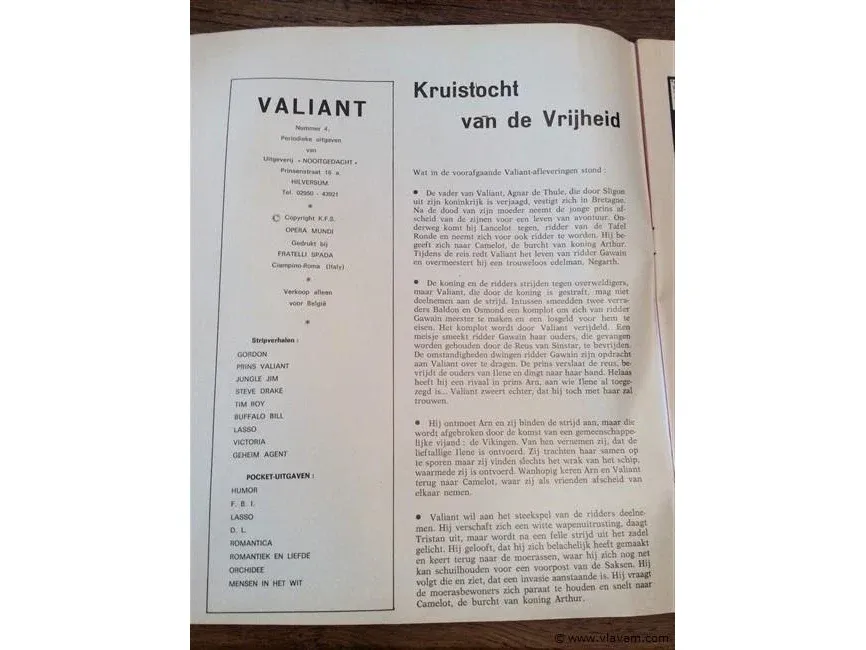 VALIANT
Nummer 4.
Periodieke uitgaven
van
Uitgeverij « NOOITGEDACHT »
Prinsenstraat 16 a.
HILVERSUM.
Tel. 02950 - 43921
*
© Copyright K.F.S.
OPERA MUNDI
Gedrukt bij
FRATELLI SPADA
Ciampino-Roma (Italy)
*
Verkoop alleen
voor België
*
Stripverhalen :
GORDON
PRINS VALIANT
JUNGLE JIM
STEVE DRAKE
TIM ROY
BUFFALO BILL
LASSO
VICTORIA
GEHEIM AGENT
POCKET-UITGAVEN :
HUMOR
F. B. I.
LASSO
D. L.
ROMANTICA
ROMANTIEK EN LIEFDE
ORCHIDEE
MENSEN IN HET WIT
Kruistocht
van de Vrijheid
Wat in de voorafgaande Valiant-afleveringen stond :
● De vader van Valiant, Agnar de Thule, die door Sligon
uit zijn koninkrijk is verjaagd, vestigt zich in Bretagne.
Na de dood van zijn moeder neemt de jonge prins af-
scheid van de zijnen voor een leven van avontuur. On-
derweg komt hij Lancelot tegen, ridder van de Tafel
Ronde en neemt zich voor ook ridder te worden. Hij be-
geeft zich naar Camelot, de burcht van koning Arthur.
Tijdens de reis redt Valiant het leven van ridder Gawain
en overmeestert hij een trouweloos edelman, Negarth.
● De koning en de ridders strijden tegen overweldigers,
maar Valiant, die door de koning is gestraft, mag niet
deelnemen aan de strijd. Intussen smeedden twee verra-
ders Baldon en Osmond een komplot om zich van ridder
Gawain meester te maken en een losgeld voor hem te
eisen. Het komplot wordt door Valiant verijdeld. Een
meisje smeekt ridder Gawain haar ouders, die gevangen
worden gehouden door de Reus van Sinstar, te bevrijden.
De omstandigheden dwingen ridder Gawain zijn opdracht
aan Valiant over te dragen. De prins verslaat de reus, be-
vrijdt de ouders van Ilene en dingt naar haar hand. Helaas
heeft hij een rivaal in prins Arn, aan wie Ilene al toege-
zegd is... Valiant zweert echter, dat hij toch met haar zal
trouwen.
● Hij ontmoet Arn en zij binden de strijd aan, maar die
wordt afgebroken door de komst van een gemeenschappe-
lijke vijand : de Vikingen. Van hen vernemen zij, dat de
lieftallige Ilene is ontvoerd. Zij trachten haar samen op
te sporen maar zij vinden slechts het wrak van het schip,
waarmede zij is ontvoerd. Wanhopig keren Arn en Valiant
terug naar Camelot, waar zij als vrienden afscheid van
elkaar nemen.
● Valiant wil aan het steekspel van de ridders deelne-
men. Hij verschaft zich een witte wapenuitrusting, daagt
Tristan uit, maar wordt na een felle strijd uit het zadel
gelicht. Hij gelooft, dat hij zich belachelijk heeft gemaakt
en keert terug naar de moerassen, waar hij zich nog net
kan schuilhouden voor een voorpost van de Saksen. Hij
volgt die en ziet, dat een invasie aanstaande is. Hij vraagt
de moerasbewoners zich paraat te houden en snelt naar
Camelot, de burcht van koning Arthur.
© www.vlavem.com